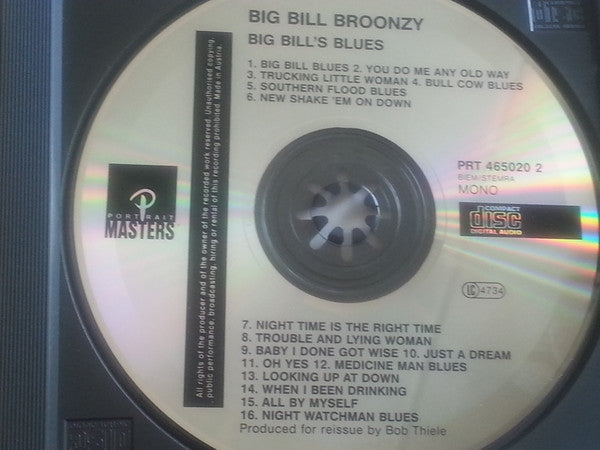 BIG BILL BROONZY
BIG BILL'S BLUES
1. BIG BILL BLUES 2. YOU DO ME ANY OLD WAY
3. TRUCKING LITTLE WOMAN 4. BULL COW BLUES
5. SOUTHERN FLOOD BLUES
6. NEW SHAKE 'EM ON DOWN
All rights of the producer and of the owner of the recorded work reserved. Unauthorised copying,
public performance, broadcasting, hiring or rental of this recording prohibited. Made in Austria.
P
PORTRAIT
MASTERS
PRT 465020 2
BIEM/STEMRA
MONO
COMPACT
disc
DIGITAL AUDIO
LC 4734
7. NIGHT TIME IS THE RIGHT TIME
8. TROUBLE AND LYING WOMAN
9. BABY I DONE GOT WISE 10. JUST A DREAM
11. OH YES 12. MEDICINE MAN BLUES
13. LOOKING UP AT DOWN
14. WHEN I BEEN DRINKING
15. ALL BY MYSELF
16. NIGHT WATCHMAN BLUES
Produced for reissue by Bob Thiele